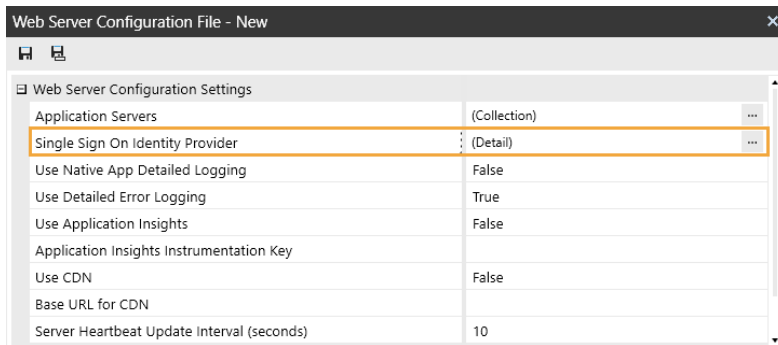 Web Server Configuration File - New
Web Server Configuration Settings
Application Servers (Collection) ...
Single Sign On Identity Provider (Detail) ...
Use Native App Detailed Logging False
Use Detailed Error Logging True
Use Application Insights False
Application Insights Instrumentation Key
Use CDN False
Base URL for CDN
Server Heartbeat Update Interval (seconds) 10